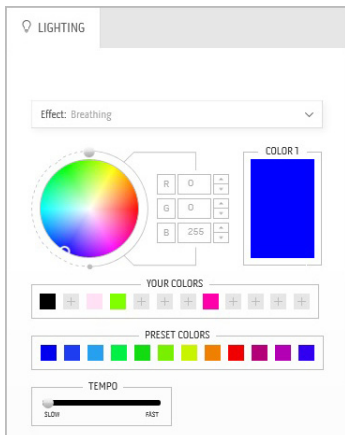 LIGHTING
Effect: Breathing
COLOR 1
R 0
G 0
B 255
YOUR COLORS
+ + + + + + + +
PRESET COLORS
TEMPO
SLOW FAST